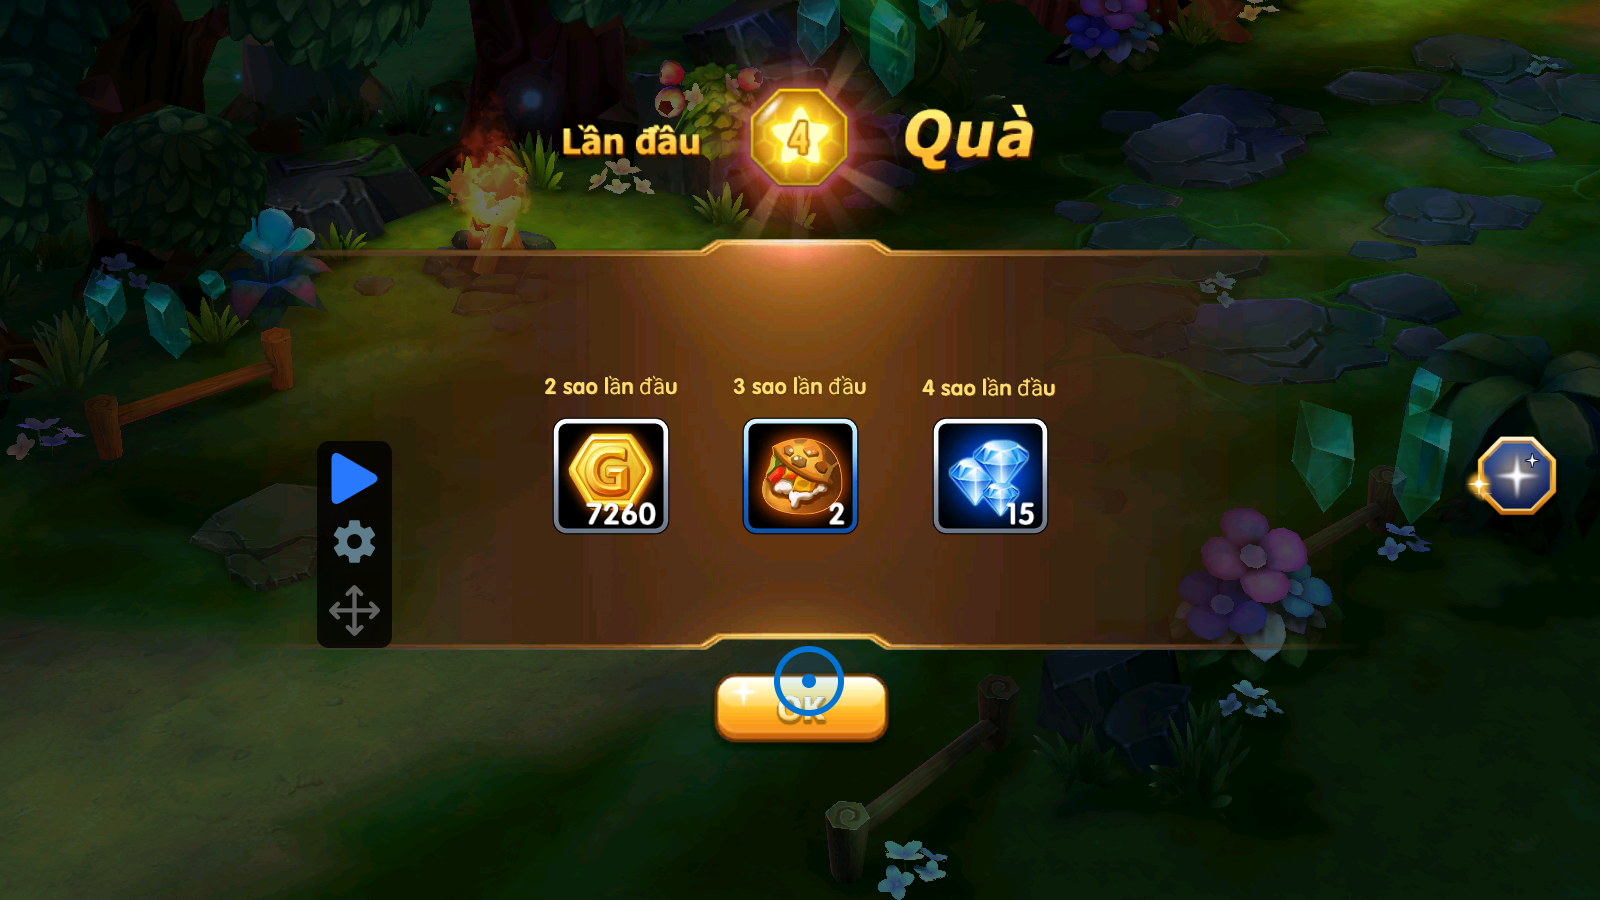 Lần đầu 4 Quà
2 sao lần đầu 3 sao lần đầu 4 sao lần đầu
G
7260 2 15
OK